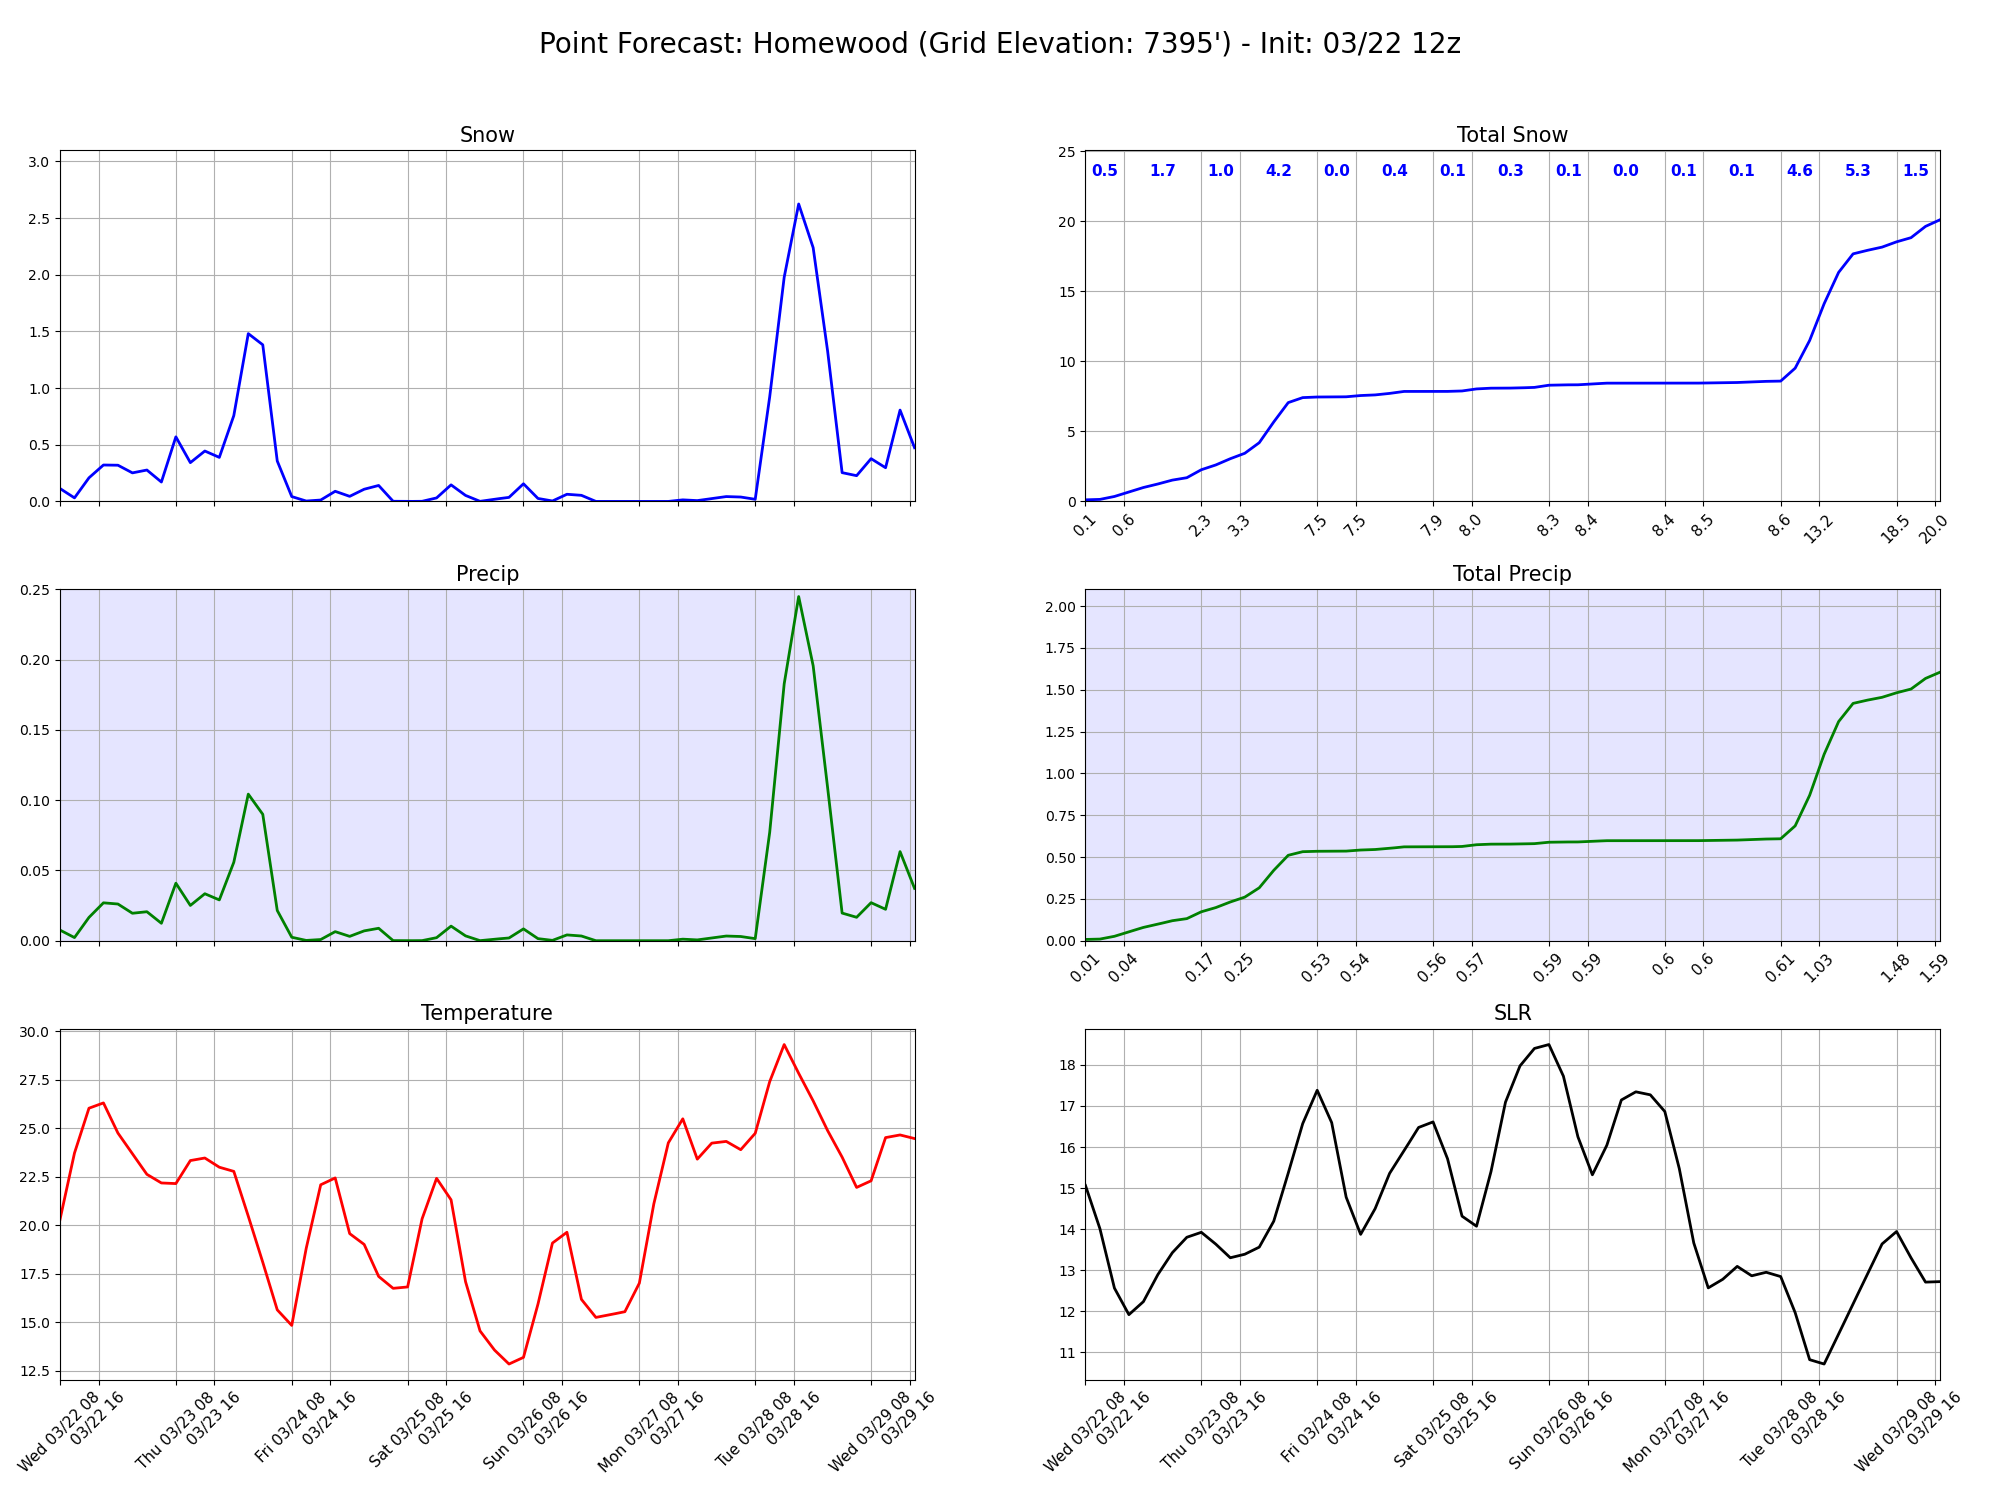 Point Forecast: Homewood (Grid Elevation: 7395') - Init: 03/22 12z
Snow
3.0
2.5
2.0
1.5
1.0
0.5
0.0
Total Snow
0.5 1.7 1.0 4.2 0.0 0.4 0.1 0.3 0.1 0.0 0.1 0.1 4.6 5.3 1.5
25
20
15
10
5
0
0.1 0.6 2.3 3.3 7.5 7.5 7.9 8.0 8.3 8.4 8.4 8.5 8.6 13.2 18.5 20.0
Precip
0.25
0.20
0.15
0.10
0.05
0.00
Total Precip
2.00
1.75
1.50
1.25
1.00
0.75
0.50
0.25
0.00
0.01 0.04 0.17 0.25 0.53 0.54 0.56 0.57 0.59 0.59 0.6 0.6 0.61 1.03 1.48 1.59
Temperature
30.0
27.5
25.0
22.5
20.0
17.5
15.0
12.5
Wed 03/22 08
03/22 16
Thu 03/23 08
03/23 16
Fri 03/24 08
03/24 16
Sat 03/25 08
03/25 16
Sun 03/26 08
03/26 16
Mon 03/27 08
03/27 16
Tue 03/28 08
03/28 16
Wed 03/29 08
03/29 16
SLR
18
17
16
15
14
13
12
11
Wed 03/22 08
03/22 16
Thu 03/23 08
03/23 16
Fri 03/24 08
03/24 16
Sat 03/25 08
03/25 16
Sun 03/26 08
03/26 16
Mon 03/27 08
03/27 16
Tue 03/28 08
03/28 16
Wed 03/29 08
03/29 16